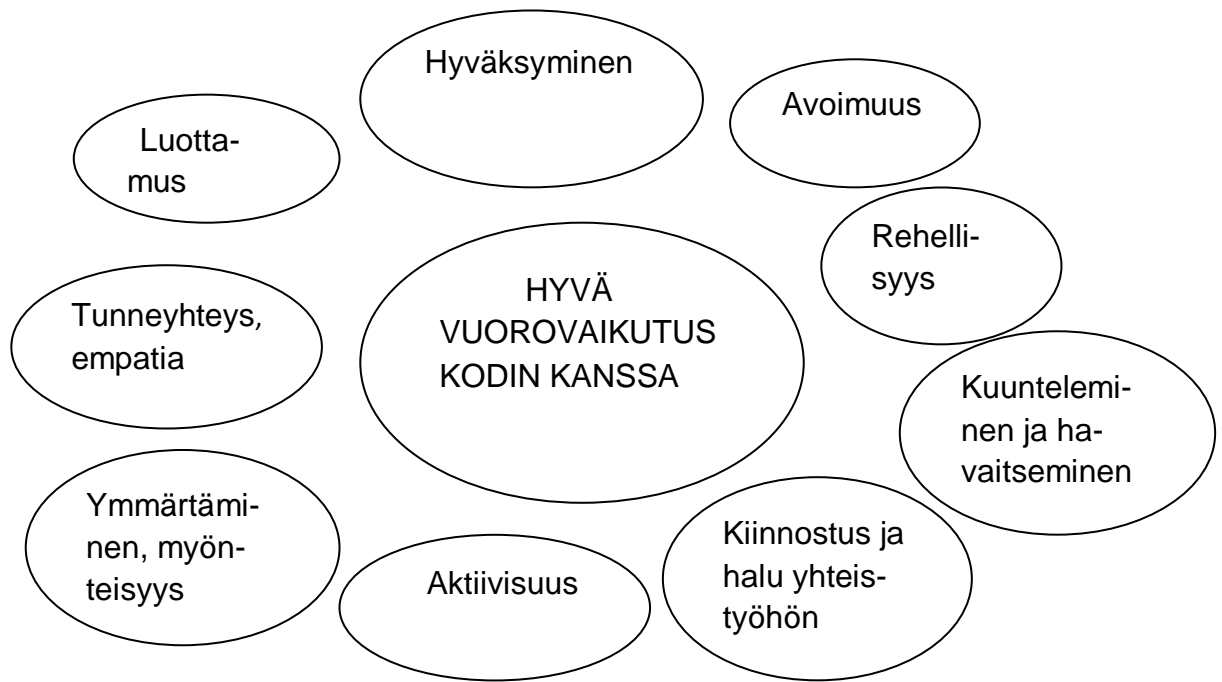 Hyväksyminen
Avoimuus
Luotta-
mus
Rehelli-
syys
HYVÄ
VUOROVAIKUTUS
KODIN KANSSA
Tunneyhteys,
empatia
Kuuntelemi-
nen ja ha-
vaitseminen
Ymmärtämi-
nen, myön-
teisyys
Kiinnostus ja
halu yhteis-
työhön
Aktiivisuus